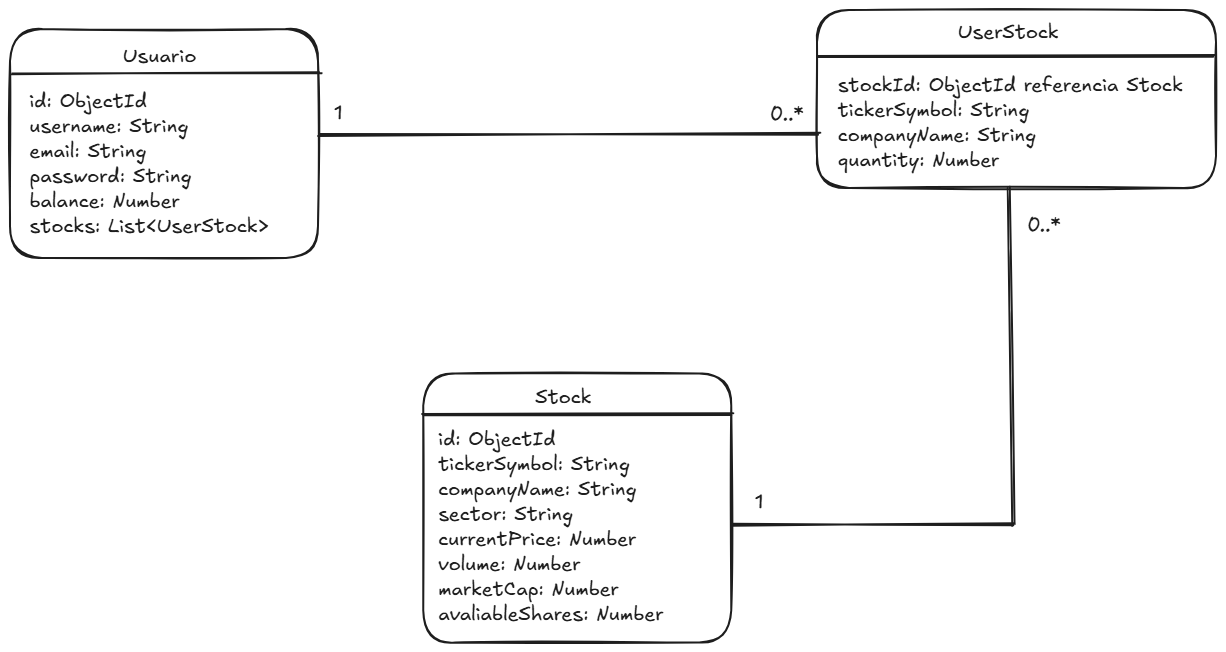 Usuario
id: ObjectId
username: String
email: String
password: String
balance: Number
stocks: List<UserStock>
1
0..*
UserStock
stockId: ObjectId referencia Stock
tickerSymbol: String
companyName: String
quantity: Number
0..*
Stock
id: ObjectId
tickerSymbol: String
companyName: String
sector: String
currentPrice: Number
volume: Number
marketCap: Number
avaliableShares: Number
1